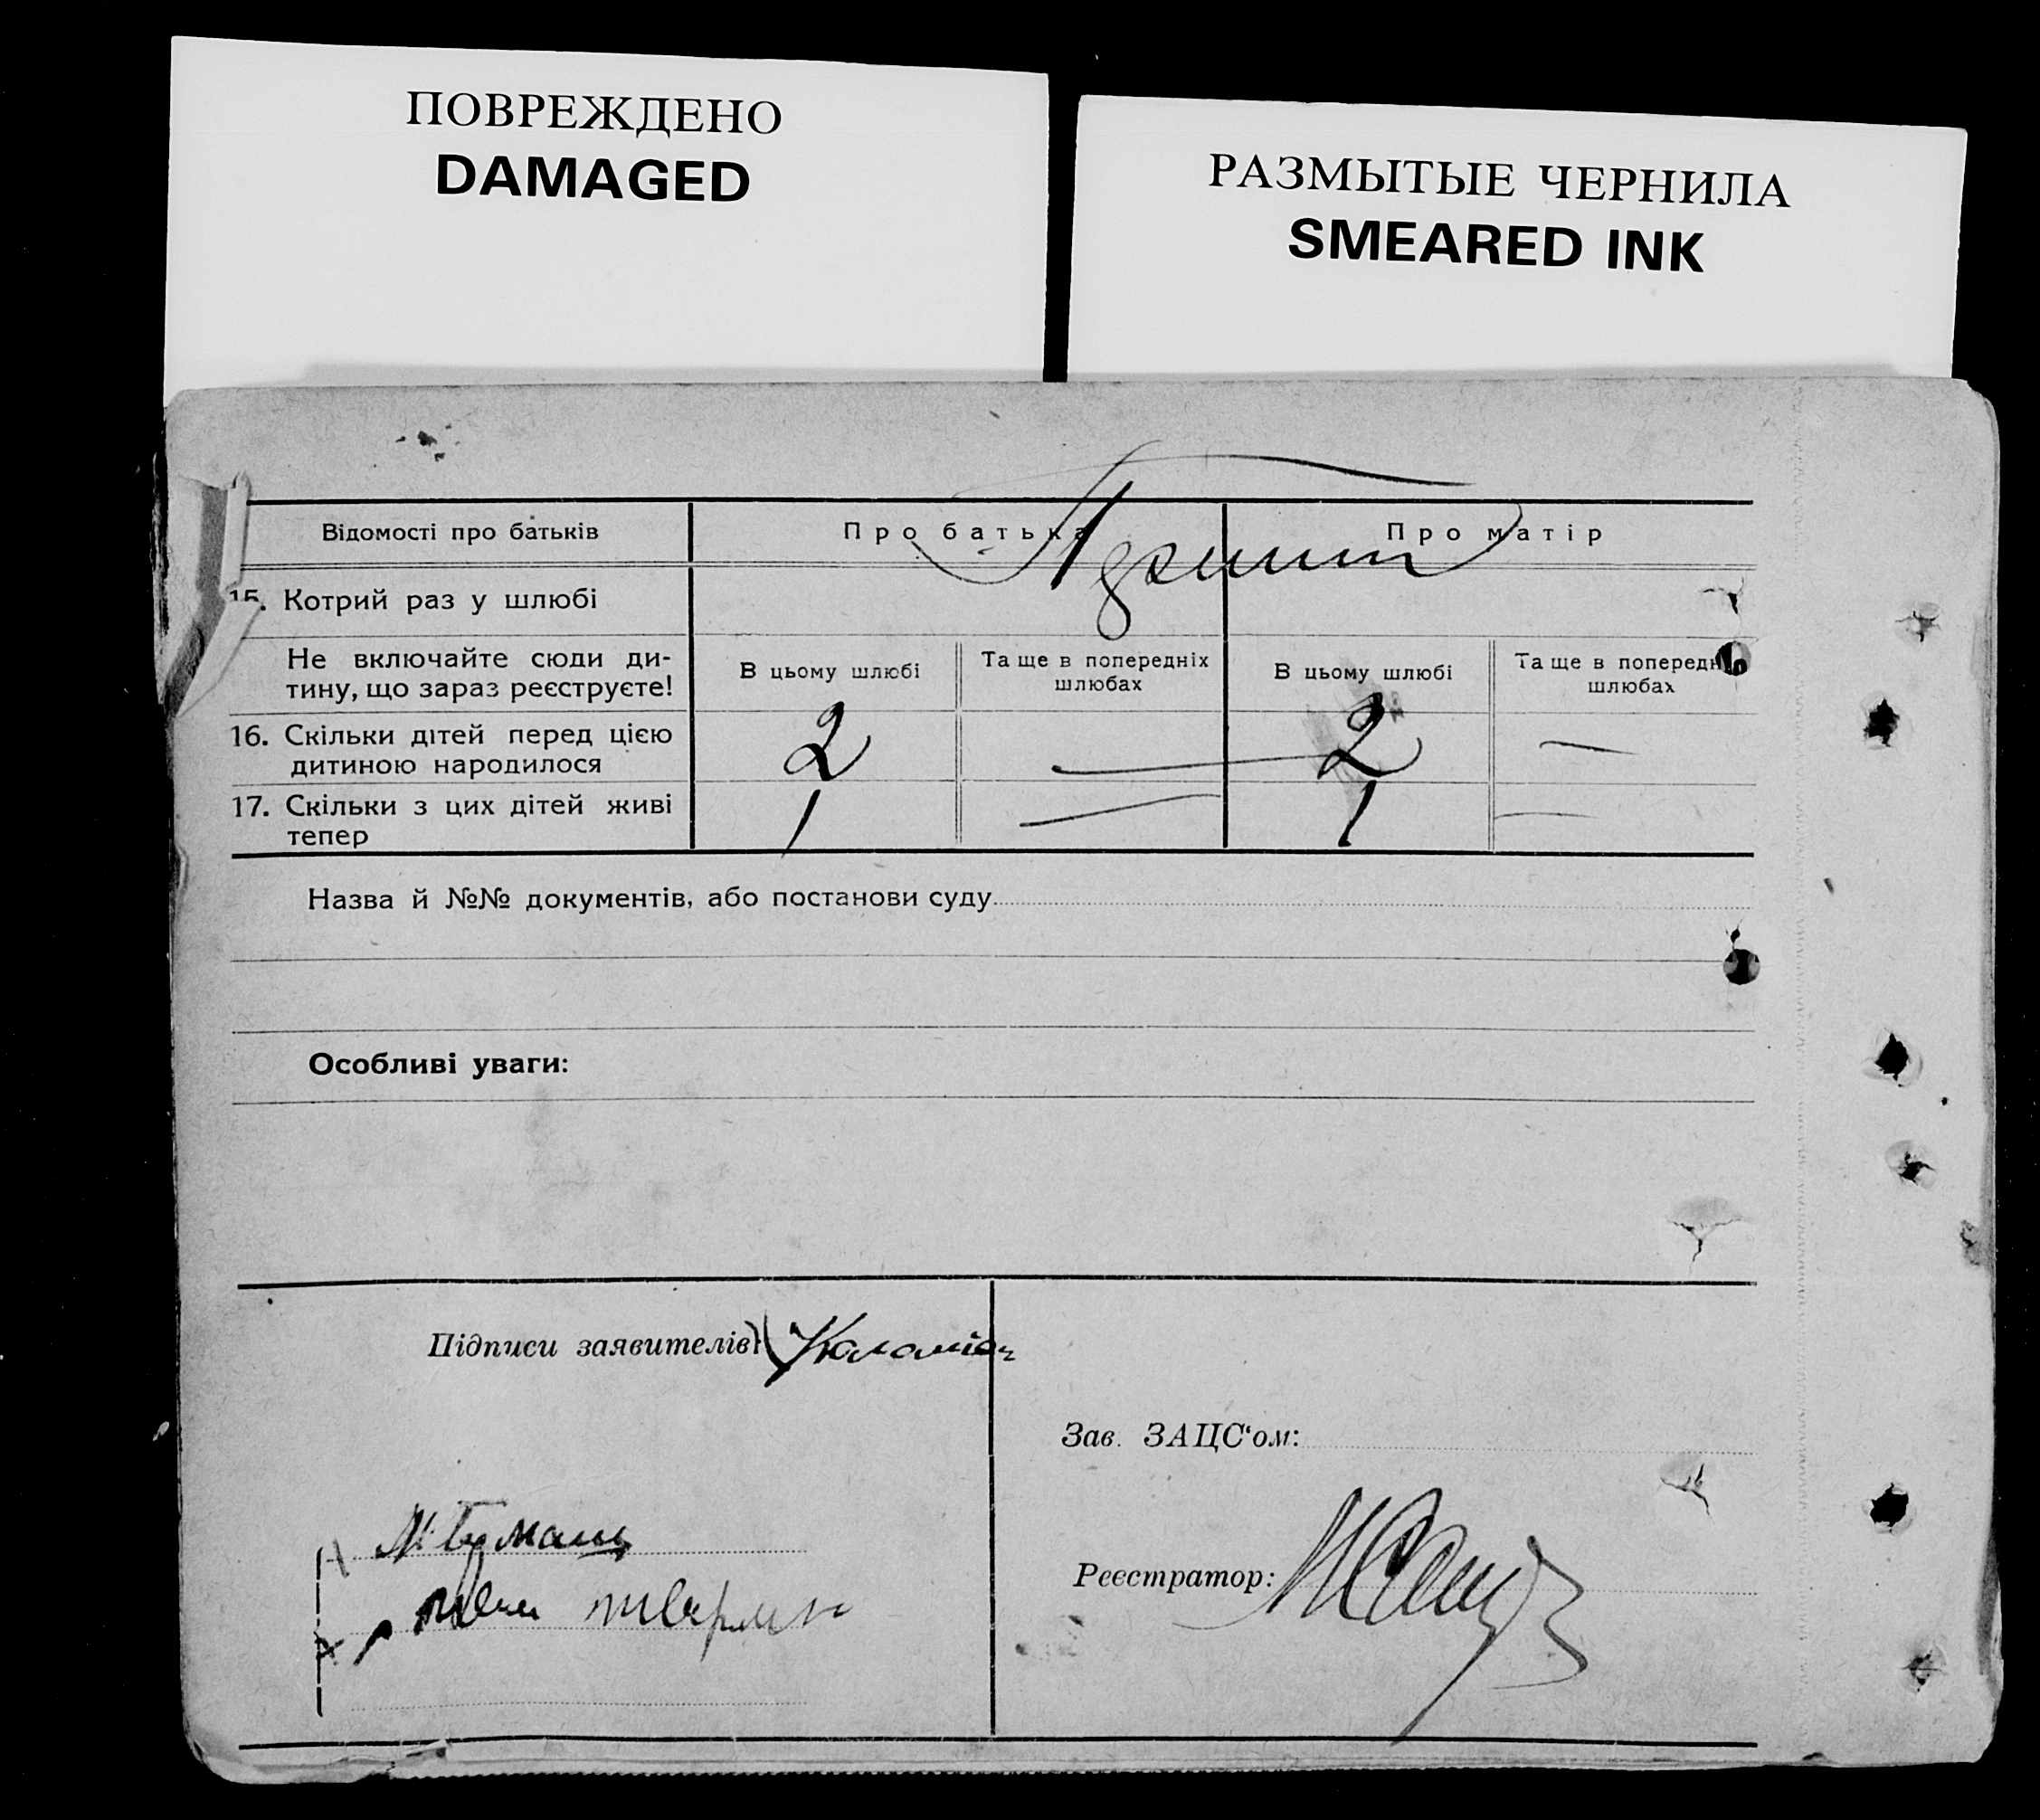 ПОВРЕЖДЕНО
DAMAGED
РАЗМЫТЫЕ ЧЕРНИЛА
SMEARED INK
Відомості про батьків Про батька Про матір
15. Котрий раз у шлюбі
Не включайте сюди ди-
тину, що зараз реєструєте!
В цьому шлюбі
Та ще в попередніх
шлюбах
В цьому шлюбі
Та ще в попередніх
шлюбах
16. Скільки дітей перед цією
дитиною народилося
2 — 2 —
17. Скільки з цих дітей живі
тепер
1 — 1 —
Назва й №№ документів, або постанови суду
Особливі уваги:
Підписи заявителів:
Зав. ЗАЦС‘ом:
Реєстратор: